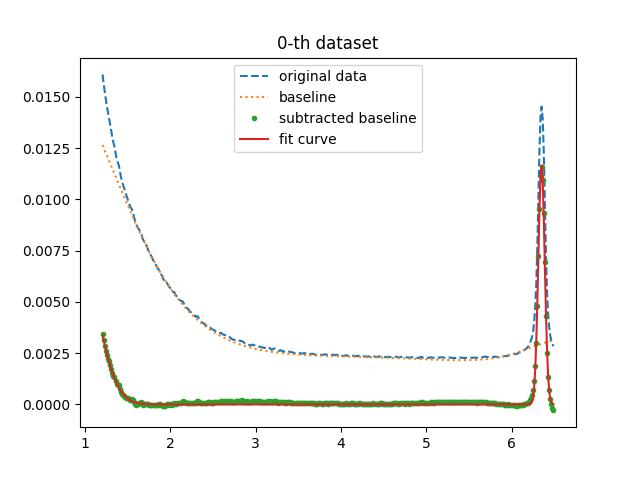 0-th dataset
original data
baseline
subtracted baseline
fit curve
0.0150
0.0125
0.0100
0.0075
0.0050
0.0025
0.0000
1 2 3 4 5 6